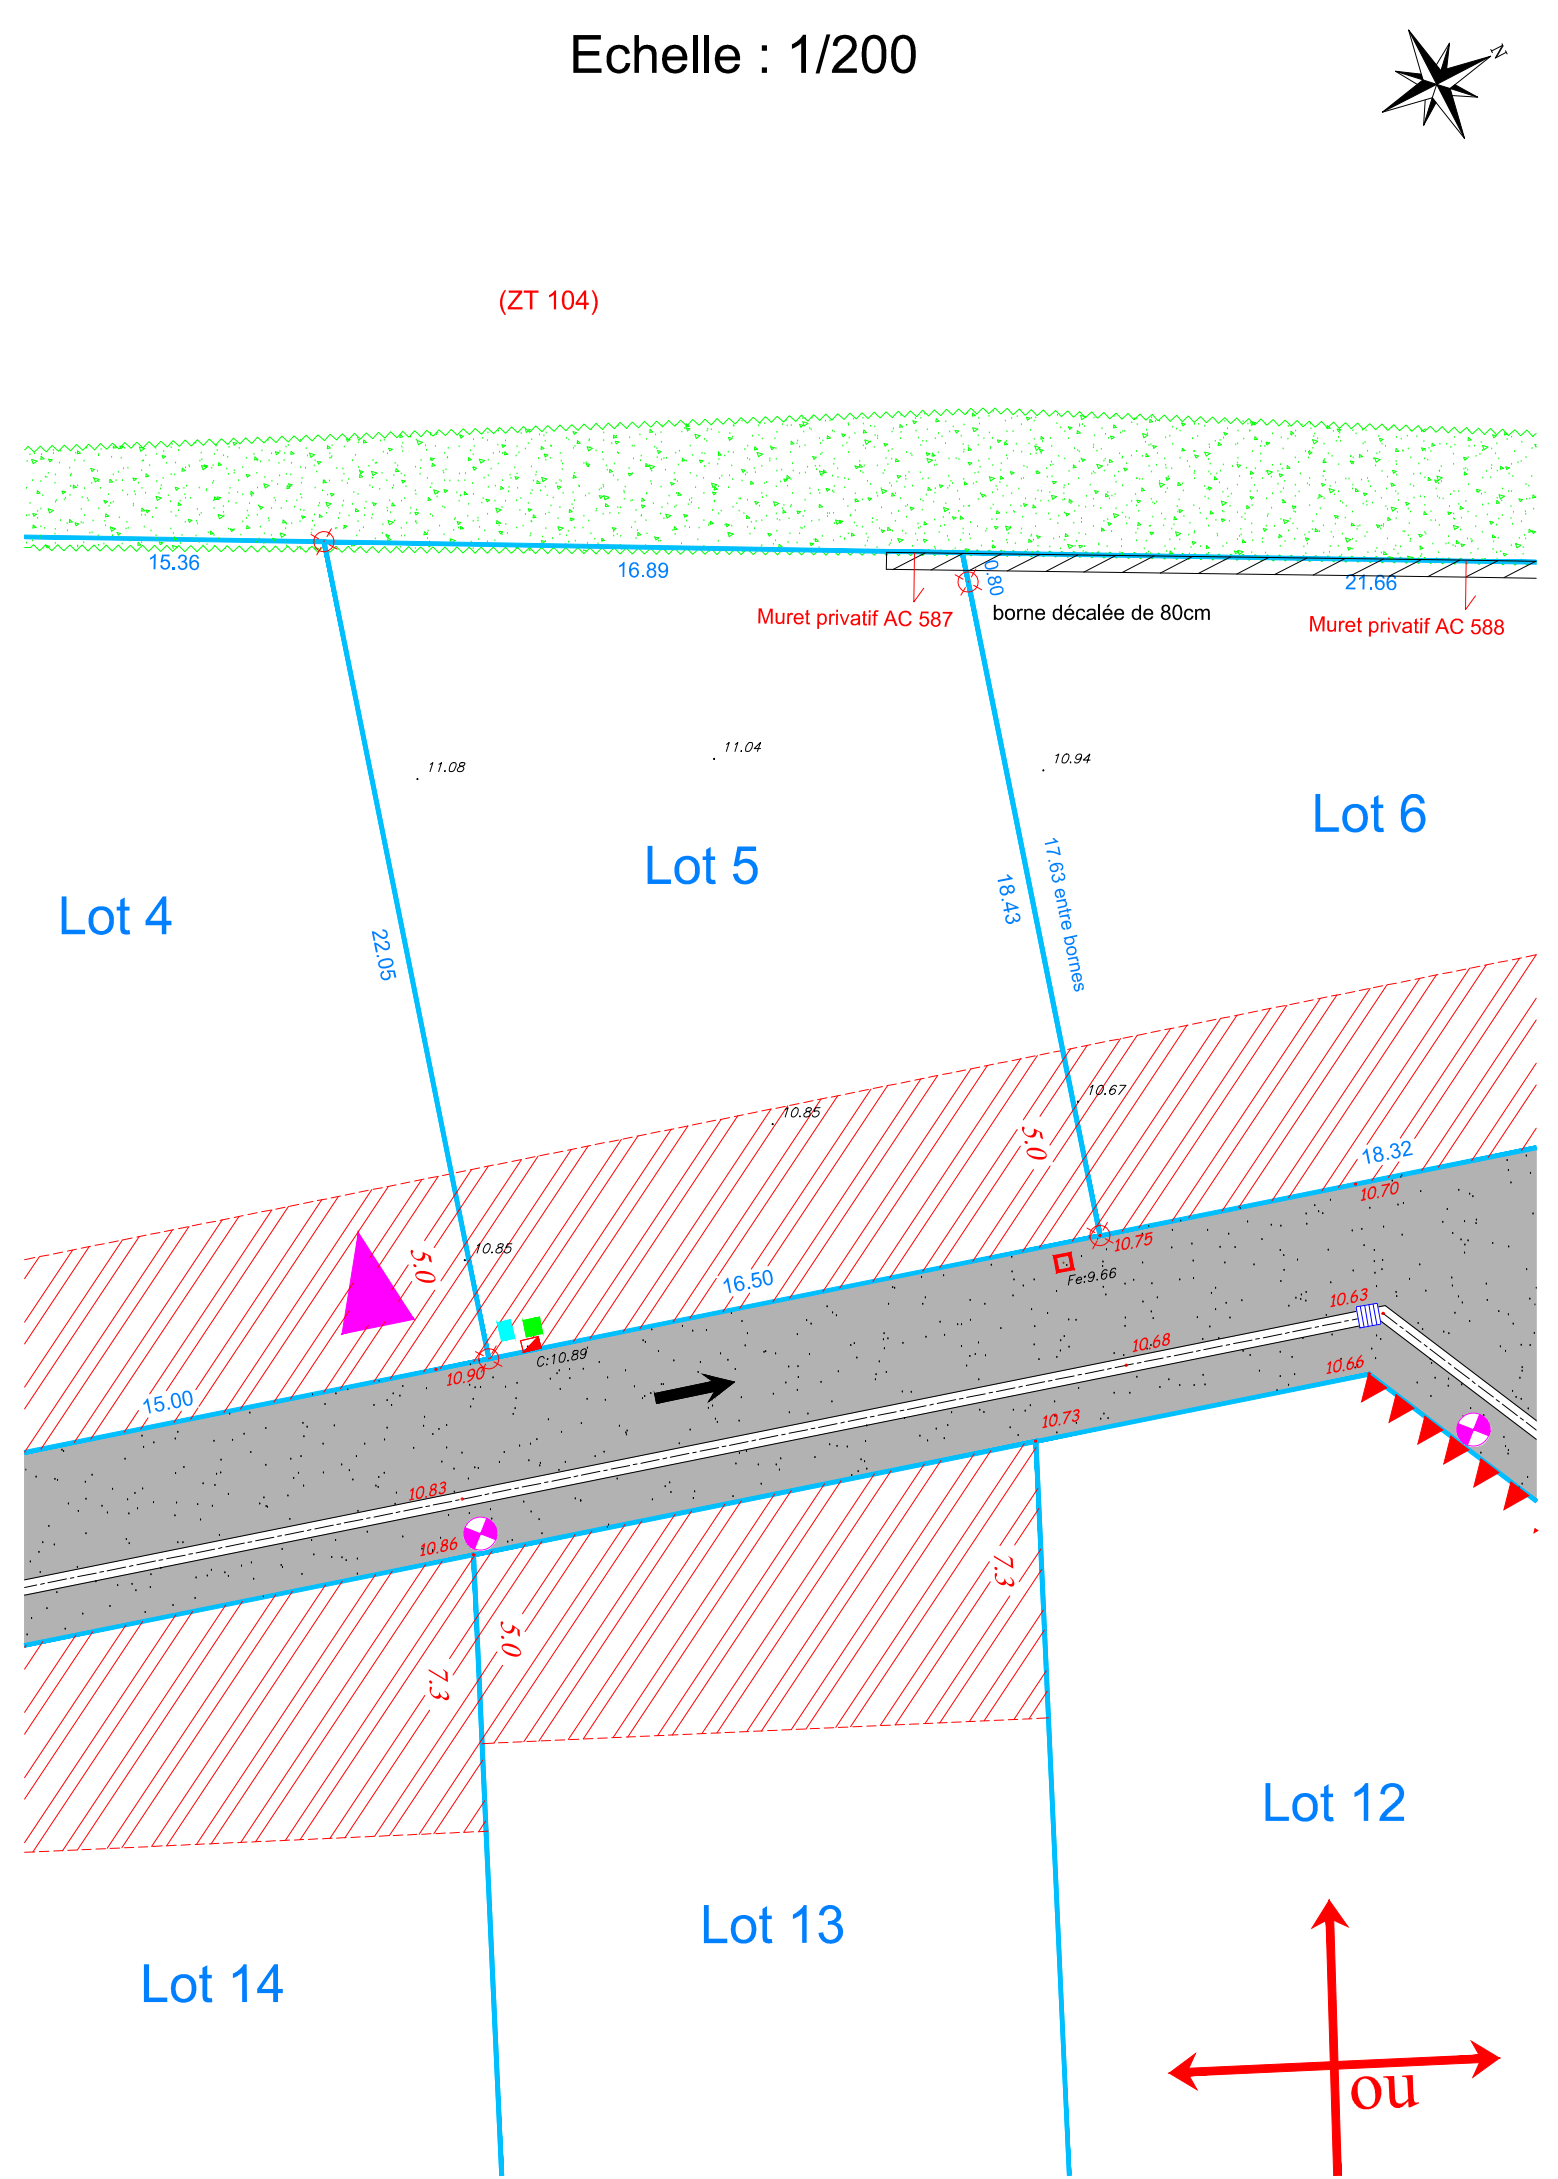 Echelle : 1/200
N
(ZT 104)
15.36
16.89
0.80
21.66
Muret privatif AC 587
borne décalée de 80cm
Muret privatif AC 588
11.08
11.04
10.94
Lot 6
Lot 5
Lot 4
22.05
18.43
17.63 entre bornes
10.85
10.67
5.0
18.32
10.70
10.85
5.0
10.75
Fe:9.66
16.50
10.63
C:10.89
10.90
10.68
10.66
15.00
10.73
10.83
10.86
7.3
5.0
7.3
Lot 12
Lot 13
Lot 14
ou